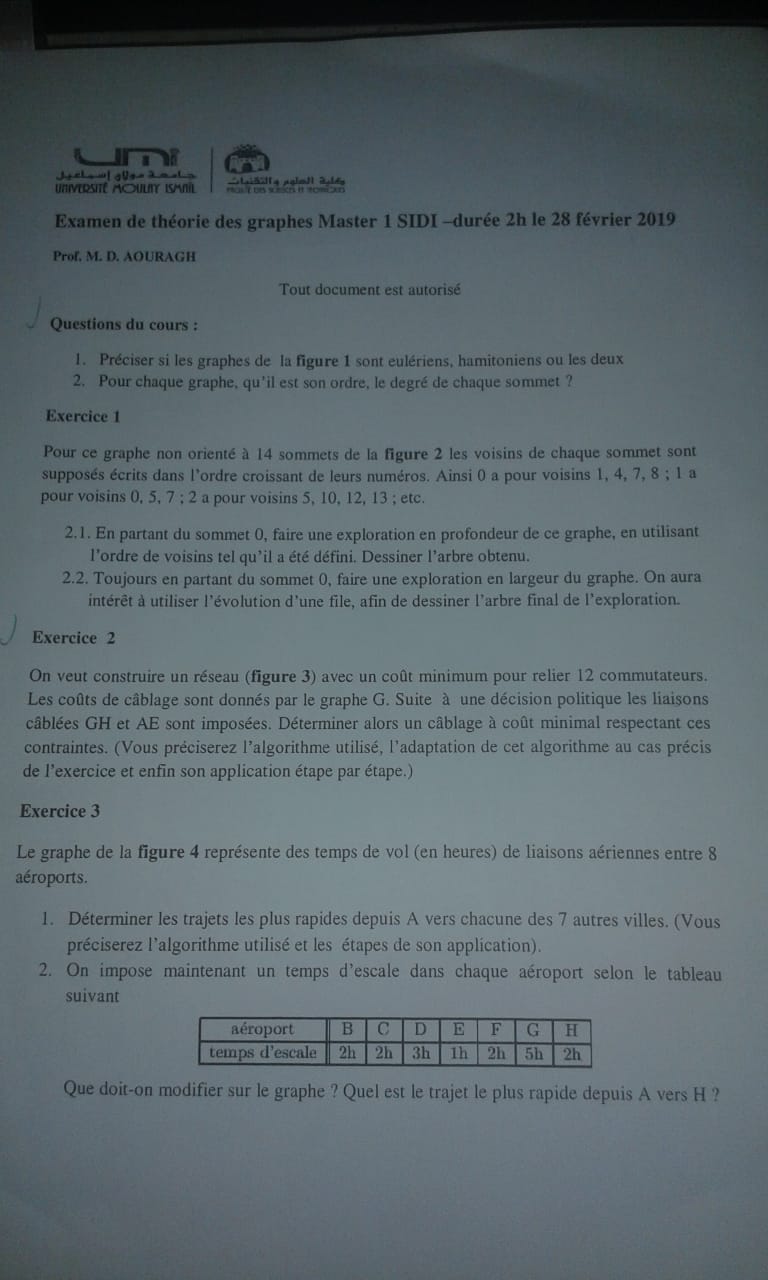 umi
جامعة مولاي إسماعيل
UNIVERSITÉ MOULAY ISMAÏL
كلية العلوم والتقنيات
FACULTÉ DES SCIENCES ET TECHNIQUES
Examen de théorie des graphes Master 1 SIDI –durée 2h le 28 février 2019
Prof. M. D. AOURAGH
Tout document est autorisé
Questions du cours :
1. Préciser si les graphes de la figure 1 sont eulériens, hamitoniens ou les deux
2. Pour chaque graphe, qu'il est son ordre, le degré de chaque sommet ?
Exercice 1
Pour ce graphe non orienté à 14 sommets de la figure 2 les voisins de chaque sommet sont
supposés écrits dans l'ordre croissant de leurs numéros. Ainsi 0 a pour voisins 1, 4, 7, 8 ; 1 a
pour voisins 0, 5, 7 ; 2 a pour voisins 5, 10, 12, 13 ; etc.
2.1. En partant du sommet 0, faire une exploration en profondeur de ce graphe, en utilisant
l'ordre de voisins tel qu'il a été défini. Dessiner l'arbre obtenu.
2.2. Toujours en partant du sommet 0, faire une exploration en largeur du graphe. On aura
intérêt à utiliser l'évolution d'une file, afin de dessiner l'arbre final de l'exploration.
Exercice 2
On veut construire un réseau (figure 3) avec un coût minimum pour relier 12 commutateurs.
Les coûts de câblage sont donnés par le graphe G. Suite à une décision politique les liaisons
câblées GH et AE sont imposées. Déterminer alors un câblage à coût minimal respectant ces
contraintes. (Vous préciserez l'algorithme utilisé, l'adaptation de cet algorithme au cas précis
de l'exercice et enfin son application étape par étape.)
Exercice 3
Le graphe de la figure 4 représente des temps de vol (en heures) de liaisons aériennes entre 8
aéroports.
1. Déterminer les trajets les plus rapides depuis A vers chacune des 7 autres villes. (Vous
préciserez l'algorithme utilisé et les étapes de son application).
2. On impose maintenant un temps d'escale dans chaque aéroport selon le tableau
suivant
aéroport B C D E F G H
temps d'escale 2h 2h 3h 1h 2h 5h 2h
Que doit-on modifier sur le graphe ? Quel est le trajet le plus rapide depuis A vers H ?